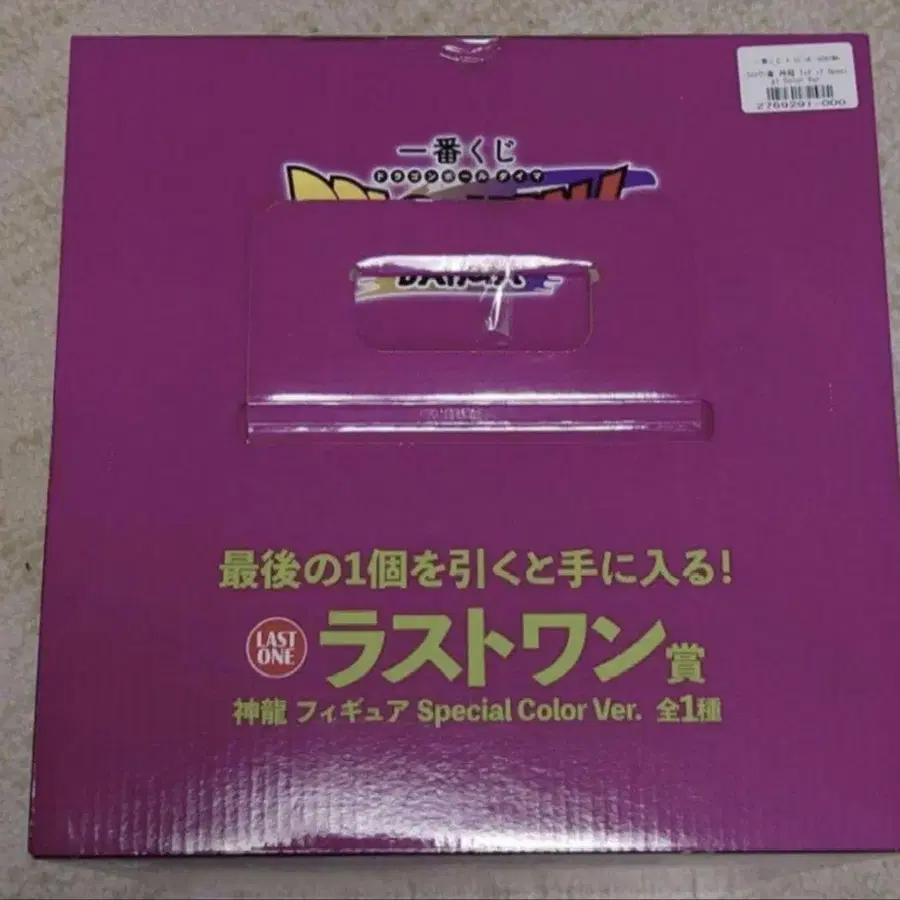 2769291-000
一番くじ
ドラゴンボールダイマ
最後の1個を引くと手に入る!
LAST ONE ラストワン賞
神龍 フィギュア Special Color Ver. 全1種